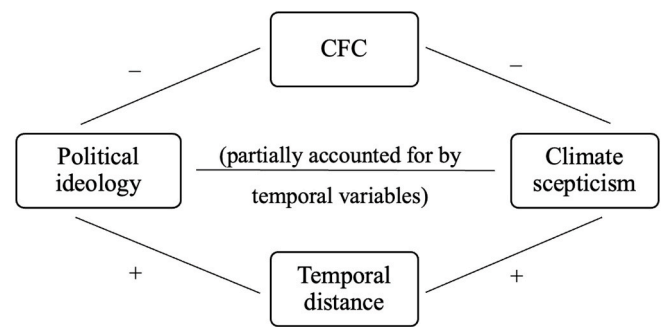 CFC
–
–
Political
ideology
(partially accounted for by
temporal variables)
Climate
scepticism
+
+
Temporal
distance